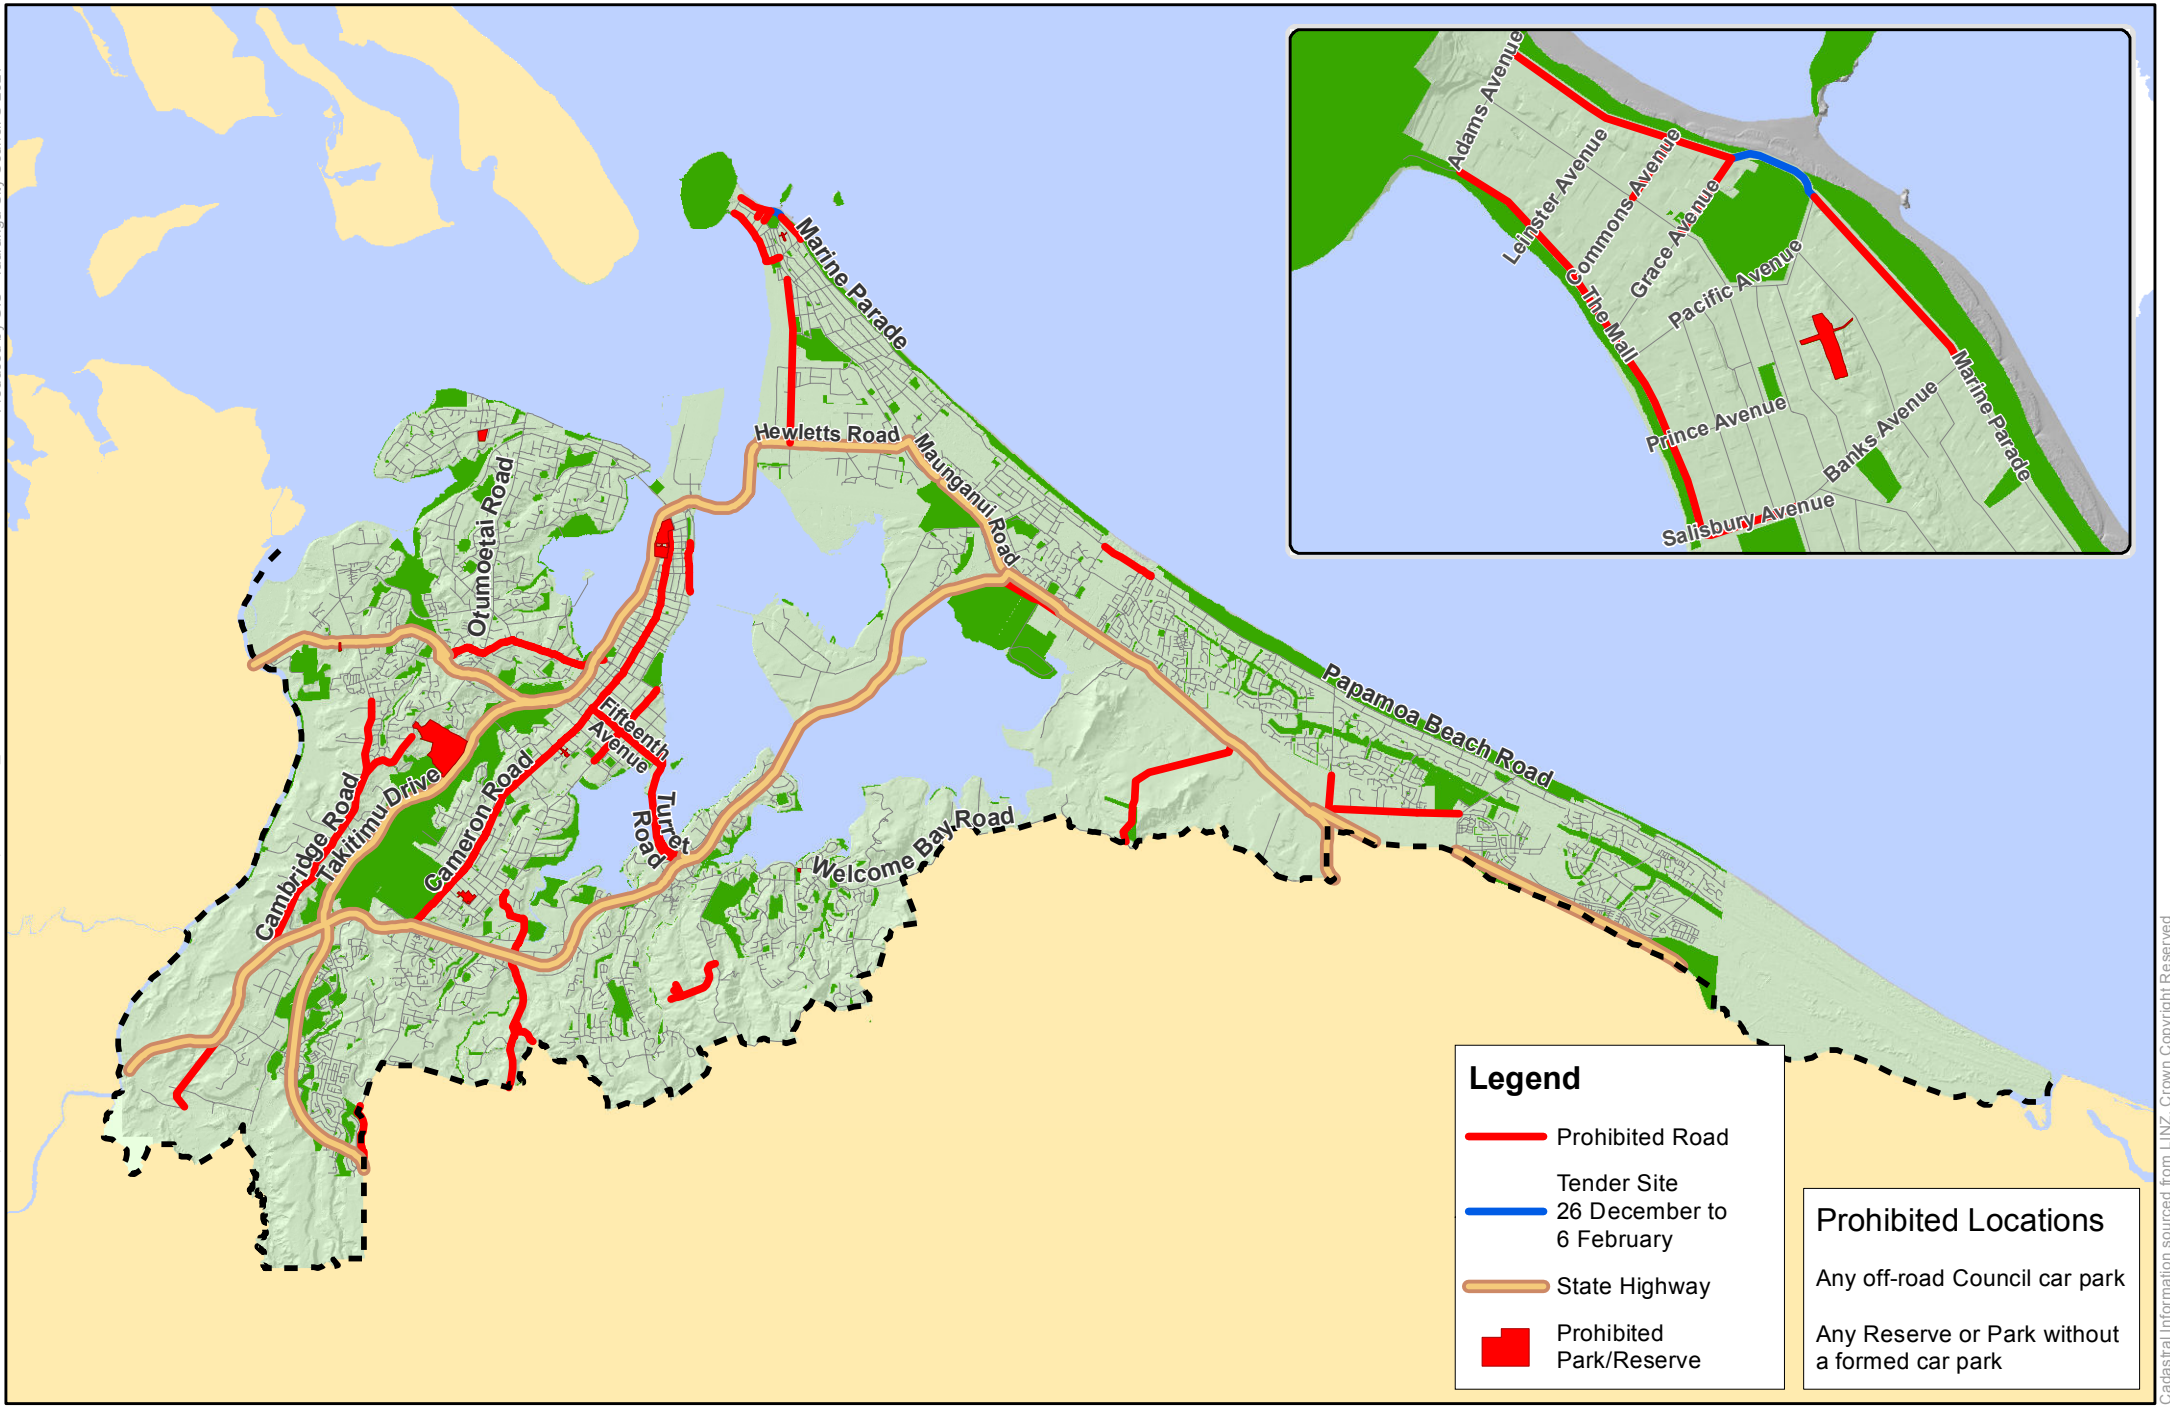 Marine Parade
Hewletts Road
Maunganui Road
Otumoetai Road
Papamoa Beach Road
Fifteenth
Avenue
Turret
Road
Cambridge Road
Takitimu Drive
Cameron Road
Welcome Bay Road
Adams Avenue
Leinster Avenue
Commons Avenue
Grace Avenue
The Mall
Pacific Avenue
Prince Avenue
Banks Avenue
Marine Parade
Salisbury Avenue
Legend
Prohibited Road
Tender Site
26 December to
6 February
State Highway
Prohibited
Park/Reserve
Prohibited Locations
Any off-road Council car park
Any Reserve or Park without
a formed car park
Cadastral Information sourced from LINZ. Crown Copyright Reserved